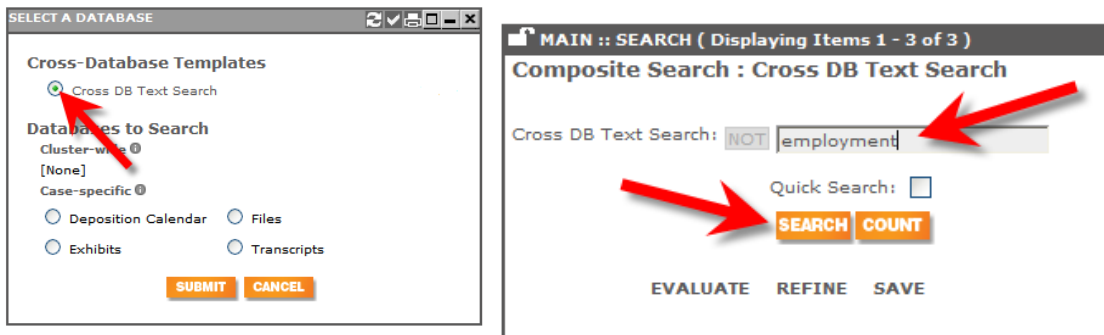 SELECT A DATABASE
Cross-Database Templates
Cross DB Text Search
Databases to Search
Cluster-wide
[None]
Case-specific
Deposition Calendar Files
Exhibits Transcripts
SUBMIT CANCEL
MAIN :: SEARCH ( Displaying Items 1 - 3 of 3 )
Composite Search : Cross DB Text Search
Cross DB Text Search: NOT employment
Quick Search:
SEARCH COUNT
EVALUATE REFINE SAVE